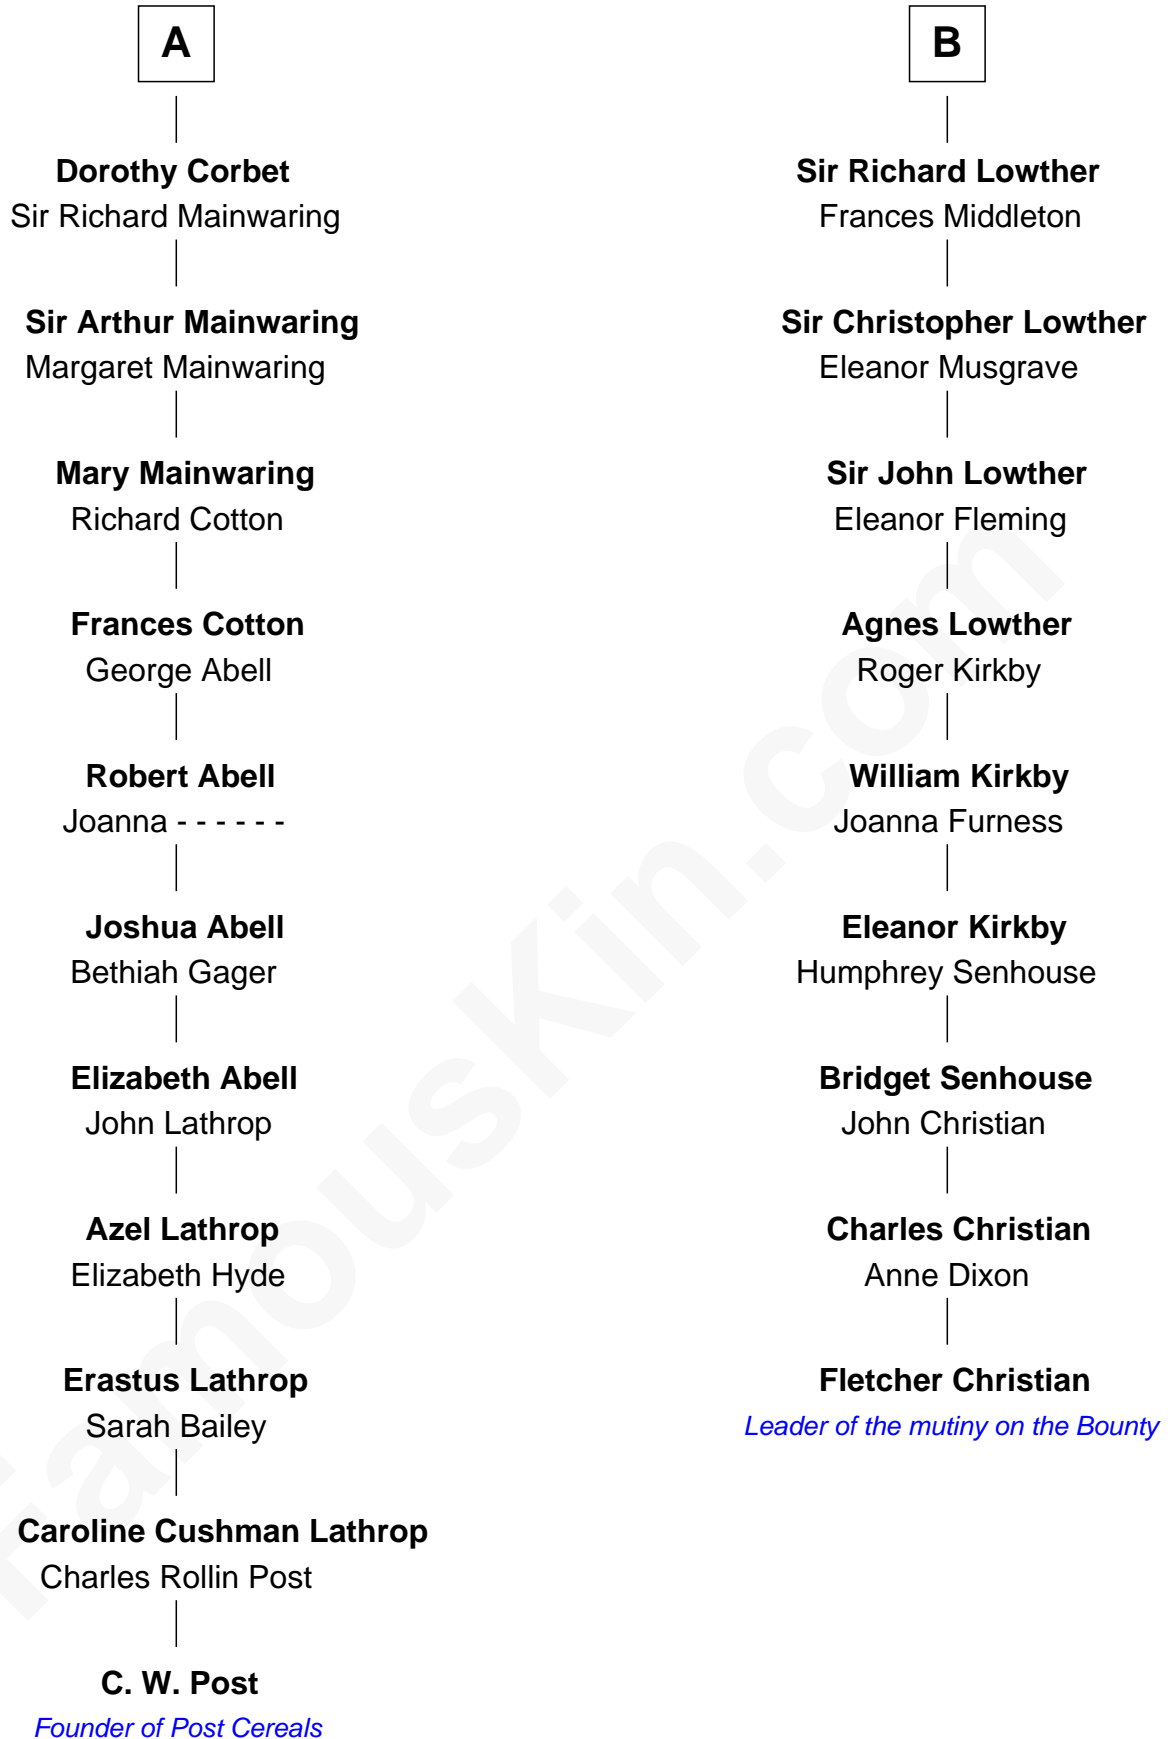 A
Dorothy Corbet
Sir Richard Mainwaring
Sir Arthur Mainwaring
Margaret Mainwaring
Mary Mainwaring
Richard Cotton
Frances Cotton
George Abell
Robert Abell
Joanna - - - - - -
Joshua Abell
Bethiah Gager
Elizabeth Abell
John Lathrop
Azel Lathrop
Elizabeth Hyde
Erastus Lathrop
Sarah Bailey
Caroline Cushman Lathrop
Charles Rollin Post
C. W. Post
Founder of Post Cereals
B
Sir Richard Lowther
Frances Middleton
Sir Christopher Lowther
Eleanor Musgrave
Sir John Lowther
Eleanor Fleming
Agnes Lowther
Roger Kirkby
William Kirkby
Joanna Furness
Eleanor Kirkby
Humphrey Senhouse
Bridget Senhouse
John Christian
Charles Christian
Anne Dixon
Fletcher Christian
Leader of the mutiny on the Bounty
FamousKin.com